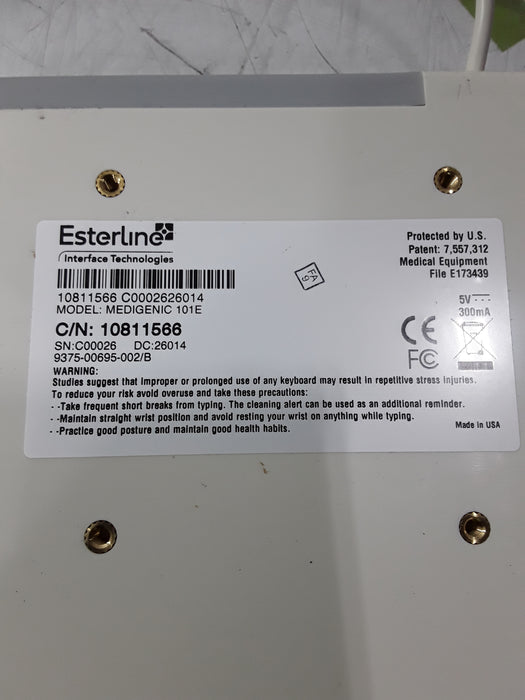 Esterline
Interface Technologies
10811566 C0002626014
MODEL: MEDIGENIC 101E
C/N: 10811566
SN:C00026 DC:26014
9375-00695-002/B
FA
9
Protected by U.S.
Patent: 7,557,312
Medical Equipment
File E173439
5V
300mA
CE
FC
WARNING:
Studies suggest that improper or prolonged use of any keyboard may result in repetitive stress injuries.
To reduce your risk avoid overuse and take these precautions:
- -Take frequent short breaks from typing. The cleaning alert can be used as an additional reminder.
- -Maintain straight wrist position and avoid resting your wrist on anything while typing.
- -Practice good posture and maintain good health habits.
Made in USA